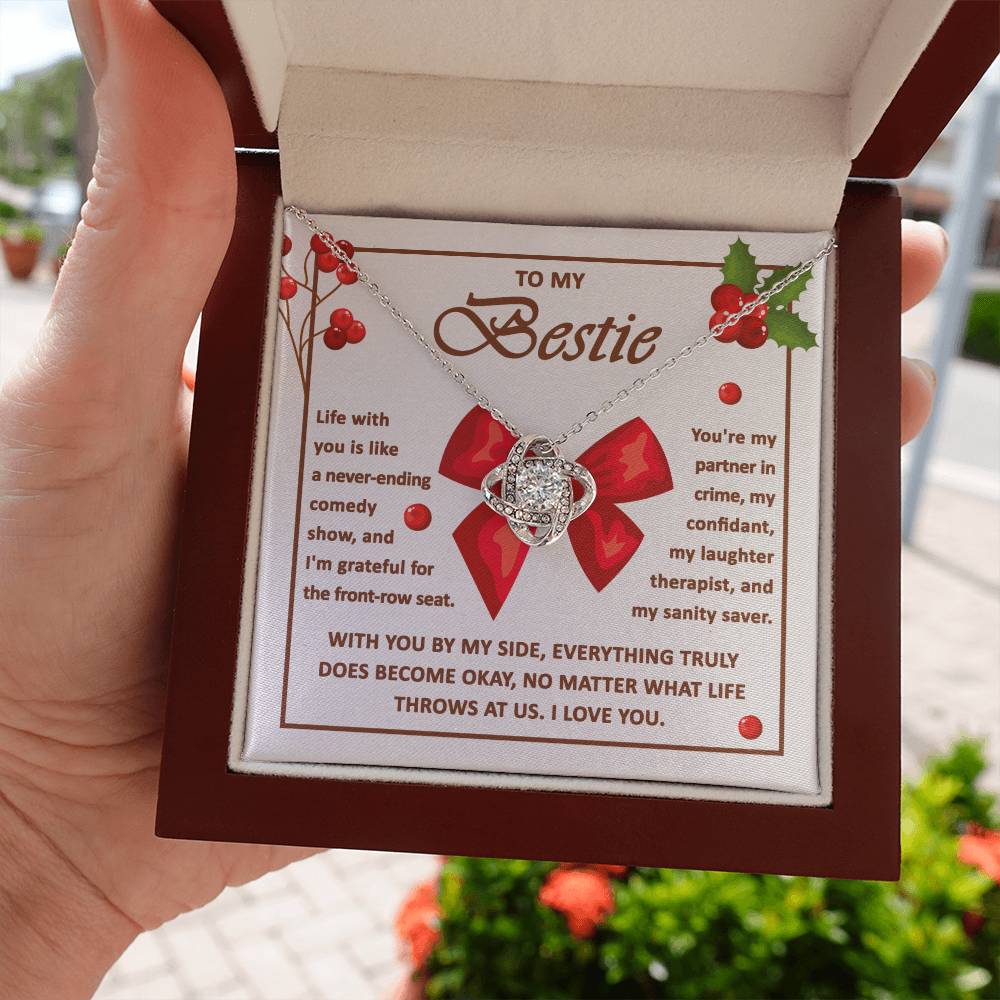 TO MY
Bestie
Life with
you is like
a never-ending
comedy
show, and
I'm grateful for
the front-row seat.
You're my
partner in
crime, my
confidant,
my laughter
therapist, and
my sanity saver.
WITH YOU BY MY SIDE, EVERYTHING TRULY
DOES BECOME OKAY, NO MATTER WHAT LIFE
THROWS AT US. I LOVE YOU.